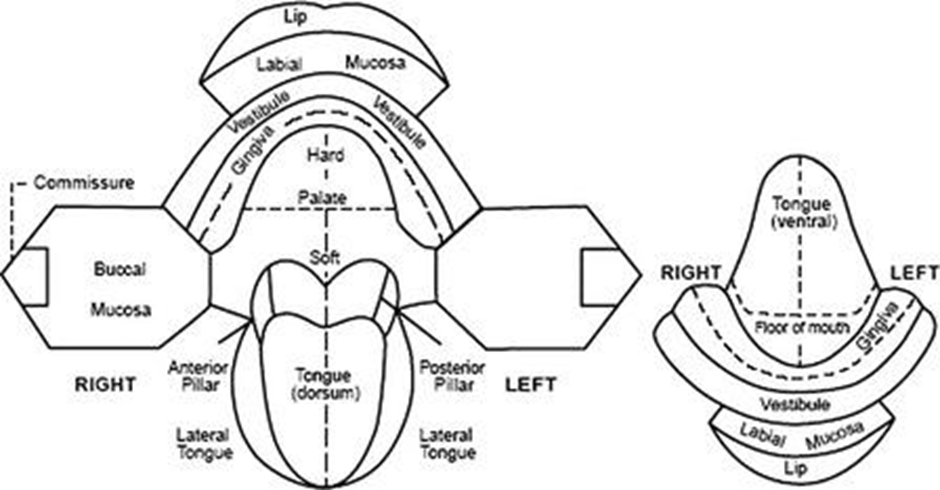 Lip
Labial Mucosa
Vestibule Vestibule
Gingiva
Hard
Palate
Commissure
Soft
Buccal
Mucosa
RIGHT
Anterior
Pillar
Tongue
(dorsum)
Posterior
Pillar
LEFT
Lateral
Tongue
Lateral
Tongue
Tongue
(ventral)
RIGHT
LEFT
Floor of mouth
Gingiva
Vestibule
Labial Mucosa
Lip